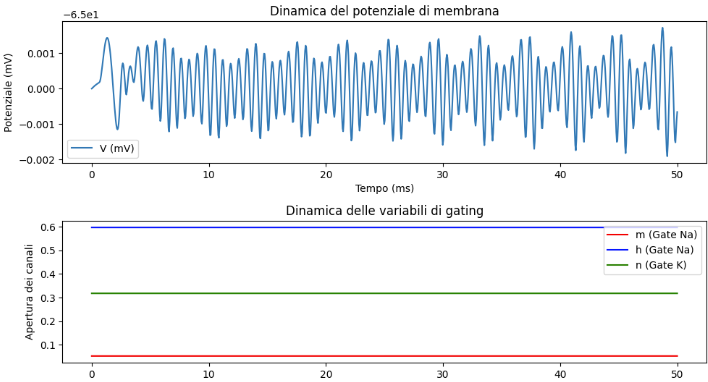 Dinamica del potenziale di membrana
−6.5e1
0.001
0.000
−0.001
−0.002
Potenziale (mV)
V (mV)
0
10
20
30
40
50
Tempo (ms)
Dinamica delle variabili di gating
0.6
0.5
0.4
0.3
0.2
0.1
Apertura dei canali
m (Gate Na)
h (Gate Na)
n (Gate K)
0
10
20
30
40
50